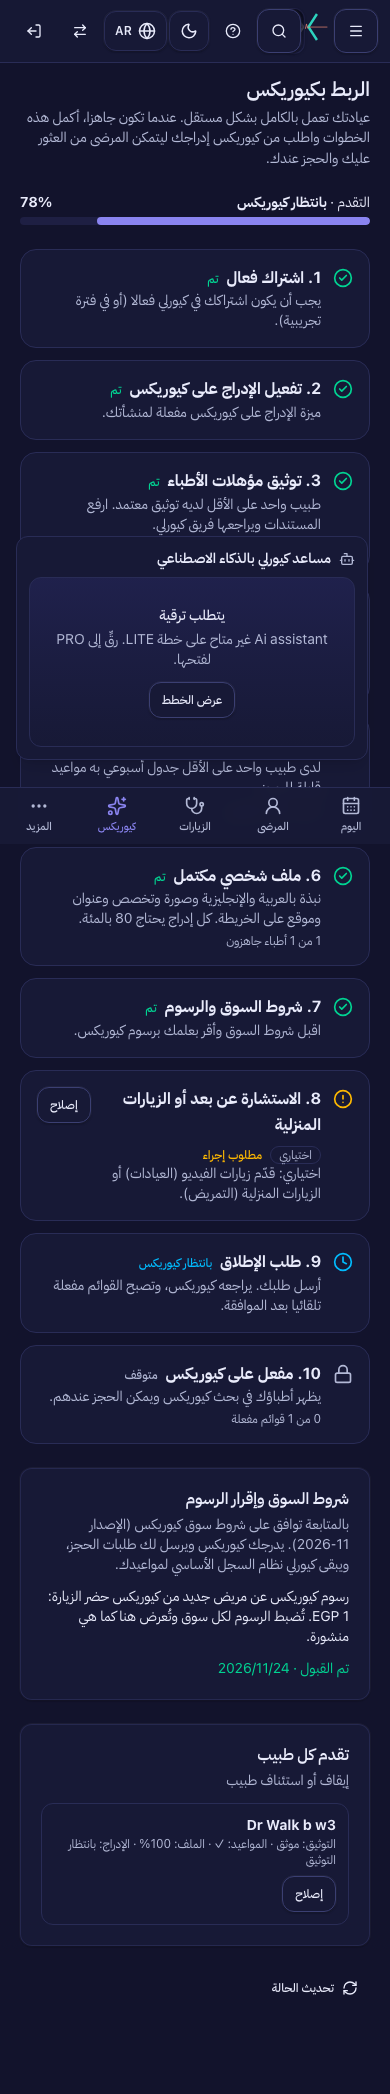 AR
الربط بكيوريكس
عيادتك تعمل بالكامل بشكل مستقل. عندما تكون جاهزا، أكمل هذه
الخطوات واطلب من كيوريكس إدراجك ليتمكن المرضى من العثور
عليك والحجز عندك.
التقدم · بانتظار كيوريكس 78%
1. اشتراك فعال تم
يجب أن يكون اشتراكك في كيورلي فعالا (أو في فترة
تجريبية).
2. تفعيل الإدراج على كيوريكس تم
ميزة الإدراج على كيوريكس مفعلة لمنشأتك.
3. توثيق مؤهلات الأطباء تم
طبيب واحد على الأقل لديه توثيق معتمد. ارفع
المستندات ويراجعها فريق كيورلي.
مساعد كيورلي بالذكاء الاصطناعي
يتطلب ترقية
Ai assistant غير متاح على خطة LITE. رقِّ إلى PRO
لفتحها.
عرض الخطط
لدى طبيب واحد على الأقل جدول أسبوعي به مواعيد
اليوم
المرضى
الزيارات
كيوريكس
المزيد
6. ملف شخصي مكتمل تم
نبذة بالعربية والإنجليزية وصورة وتخصص وعنوان
وموقع على الخريطة. كل إدراج يحتاج 80 بالمئة.
1 من 1 أطباء جاهزون
7. شروط السوق والرسوم تم
اقبل شروط السوق وأقر بعلمك برسوم كيوريكس.
8. الاستشارة عن بعد أو الزيارات
المنزلية
إصلاح
اختياري مطلوب إجراء
اختياري: قدّم زيارات الفيديو (العيادات) أو
الزيارات المنزلية (التمريض).
9. طلب الإطلاق بانتظار كيوريكس
أرسل طلبك. يراجعه كيوريكس، وتصبح القوائم مفعلة
تلقائيا بعد الموافقة.
10. مفعل على كيوريكس متوقف
يظهر أطباؤك في بحث كيوريكس ويمكن الحجز عندهم.
0 من 1 قوائم مفعلة
شروط السوق وإقرار الرسوم
بالمتابعة توافق على شروط سوق كيوريكس (الإصدار
2026-11). يدرجك كيوريكس ويرسل لك طلبات الحجز،
ويبقى كيورلي نظام السجل الأساسي لمواعيدك.
رسوم كيوريكس عن مريض جديد من كيوريكس حضر الزيارة:
1 EGP. تُضبط الرسوم لكل سوق وتُعرض هنا كما هي
منشورة.
تم القبول · 2026/11/24
تقدم كل طبيب
إيقاف أو استئناف طبيب
Dr Walk b w3
التوثيق: موثق · المواعيد: ✓ · الملف: 100% · الإدراج: بانتظار
التوثيق
إصلاح
تحديث الحالة